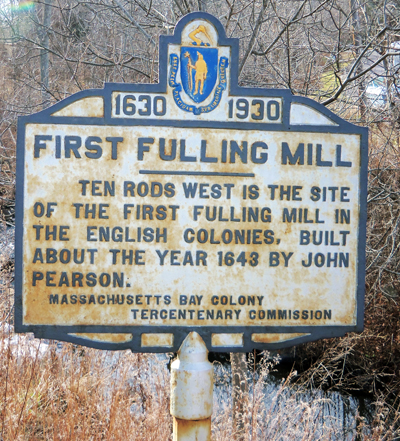 1630 1930
FIRST FULLING MILL
TEN RODS WEST IS THE SITE
OF THE FIRST FULLING MILL IN
THE ENGLISH COLONIES, BUILT
ABOUT THE YEAR 1643 BY JOHN
PEARSON.
MASSACHUSETTS BAY COLONY
TERCENTENARY COMMISSION